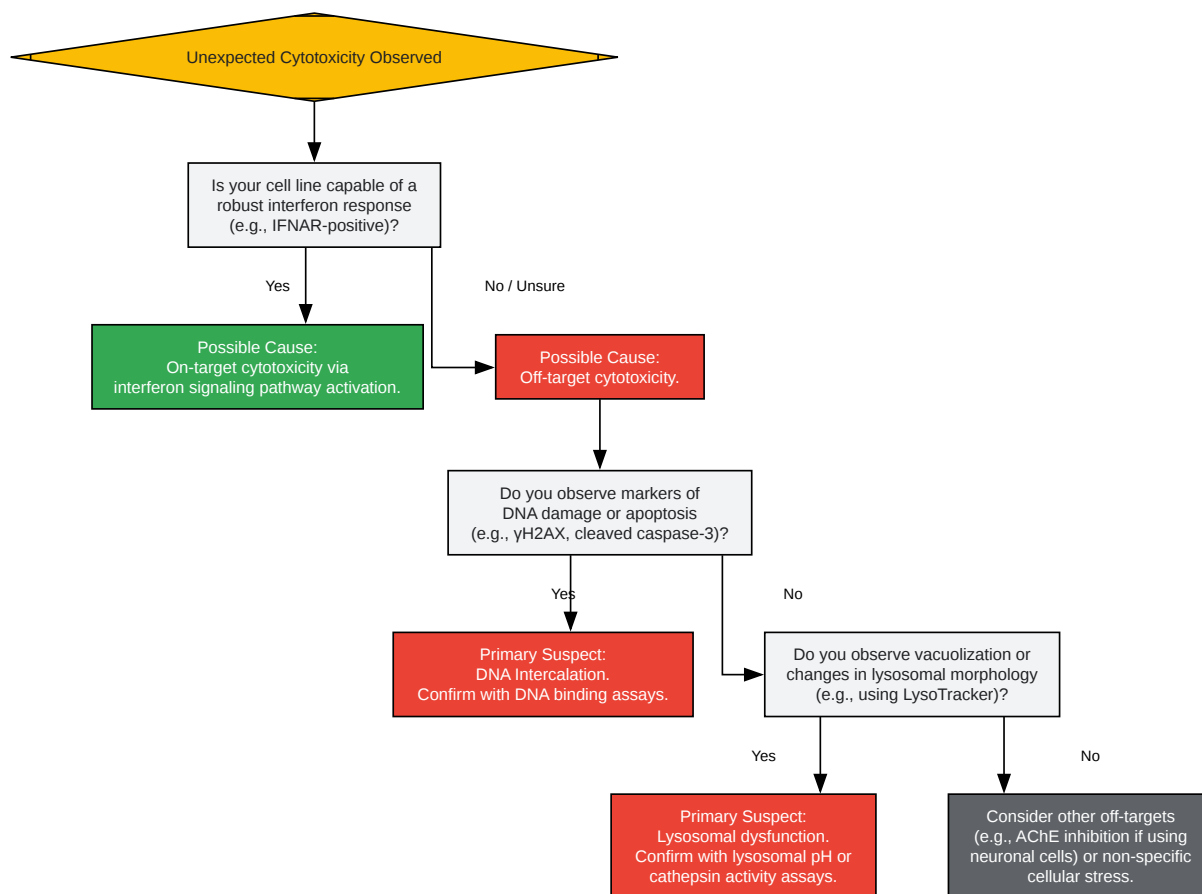 Unexpected Cytotoxicity Observed
Is your cell line capable of a
robust interferon response
(e.g., IFNAR-positive)?
Yes
No / Unsure
Possible Cause:
On-target cytotoxicity via
interferon signaling pathway activation.
Possible Cause:
Off-target cytotoxicity.
Do you observe markers of
DNA damage or apoptosis
(e.g., γH2AX, cleaved caspase-3)?
Yes
No
Primary Suspect:
DNA Intercalation.
Confirm with DNA binding assays.
Do you observe vacuolization or
changes in lysosomal morphology
(e.g., using LysoTracker)?
Yes
No
Primary Suspect:
Lysosomal dysfunction.
Confirm with lysosomal pH or
cathepsin activity assays.
Consider other off-targets
(e.g., AChE inhibition if using
neuronal cells) or non-specific
cellular stress.